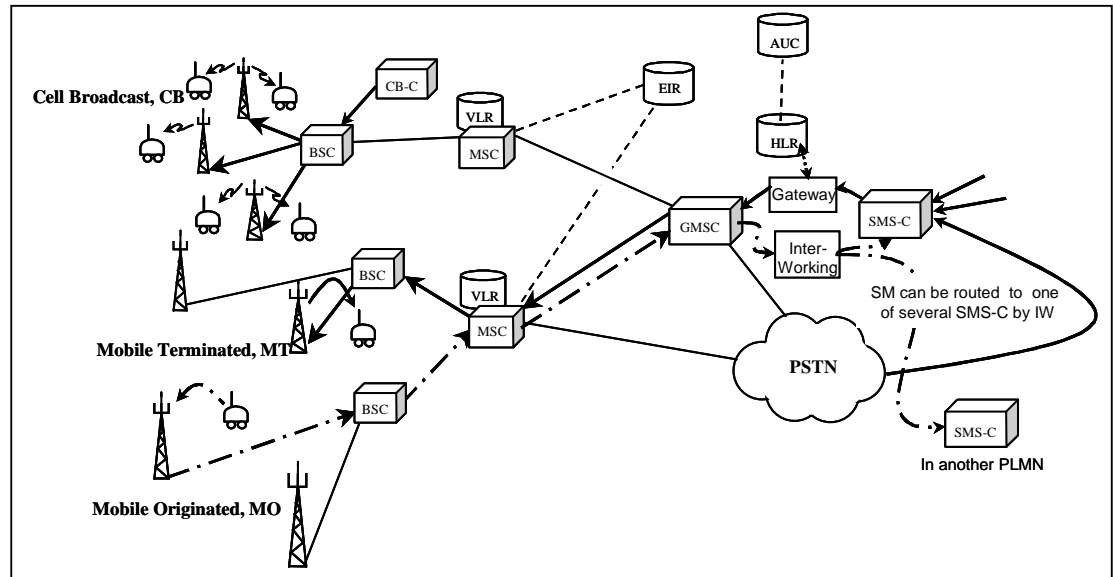 AUC
EIR
CB-C
Cell Broadcast, CB
VLR
HLR
BSC
MSC
Gateway
SMS-C
GMSC
Inter-
Working
BSC
VLR
SM can be routed to one
of several SMS-C by IW
MSC
Mobile Terminated, MT
PSTN
BSC
SMS-C
In another PLMN
Mobile Originated, MO